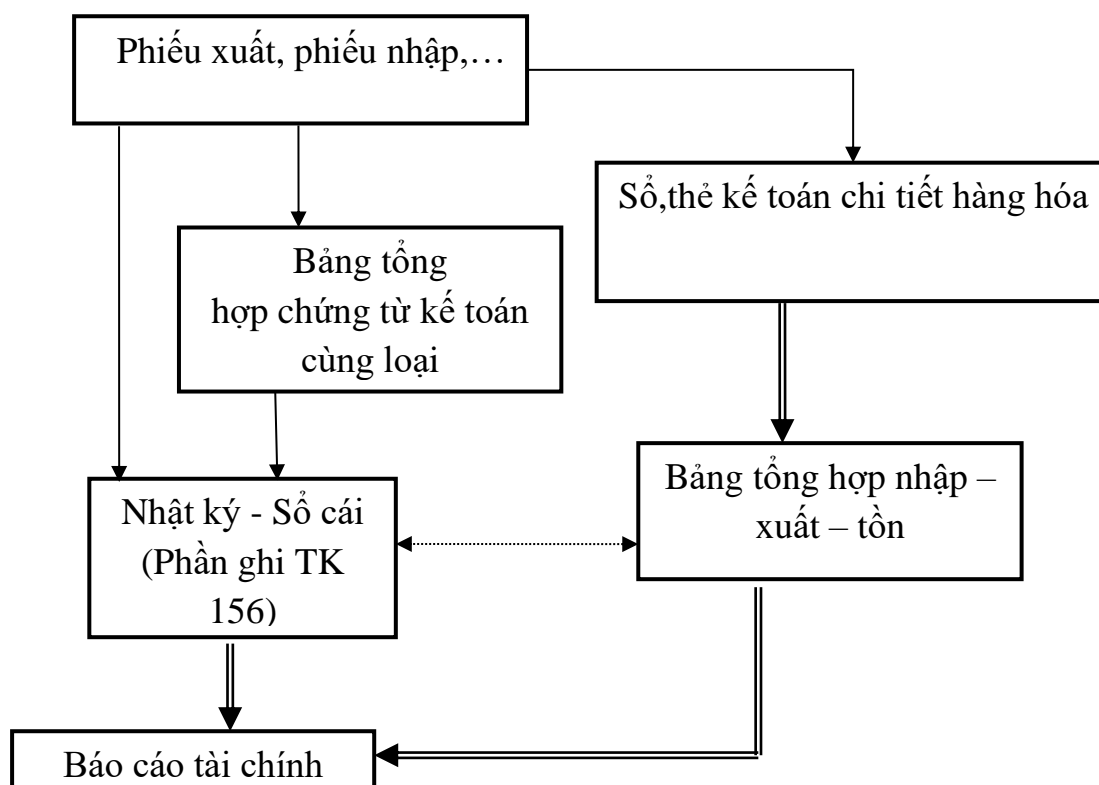 Phiếu xuất, phiếu nhập,…
Sổ,thẻ kế toán chi tiết hàng hóa
Bảng tổng
hợp chứng từ kế toán
cùng loại
Nhật ký - Sổ cái
(Phần ghi TK
156)
Bảng tổng hợp nhập –
xuất – tồn
Báo cáo tài chính